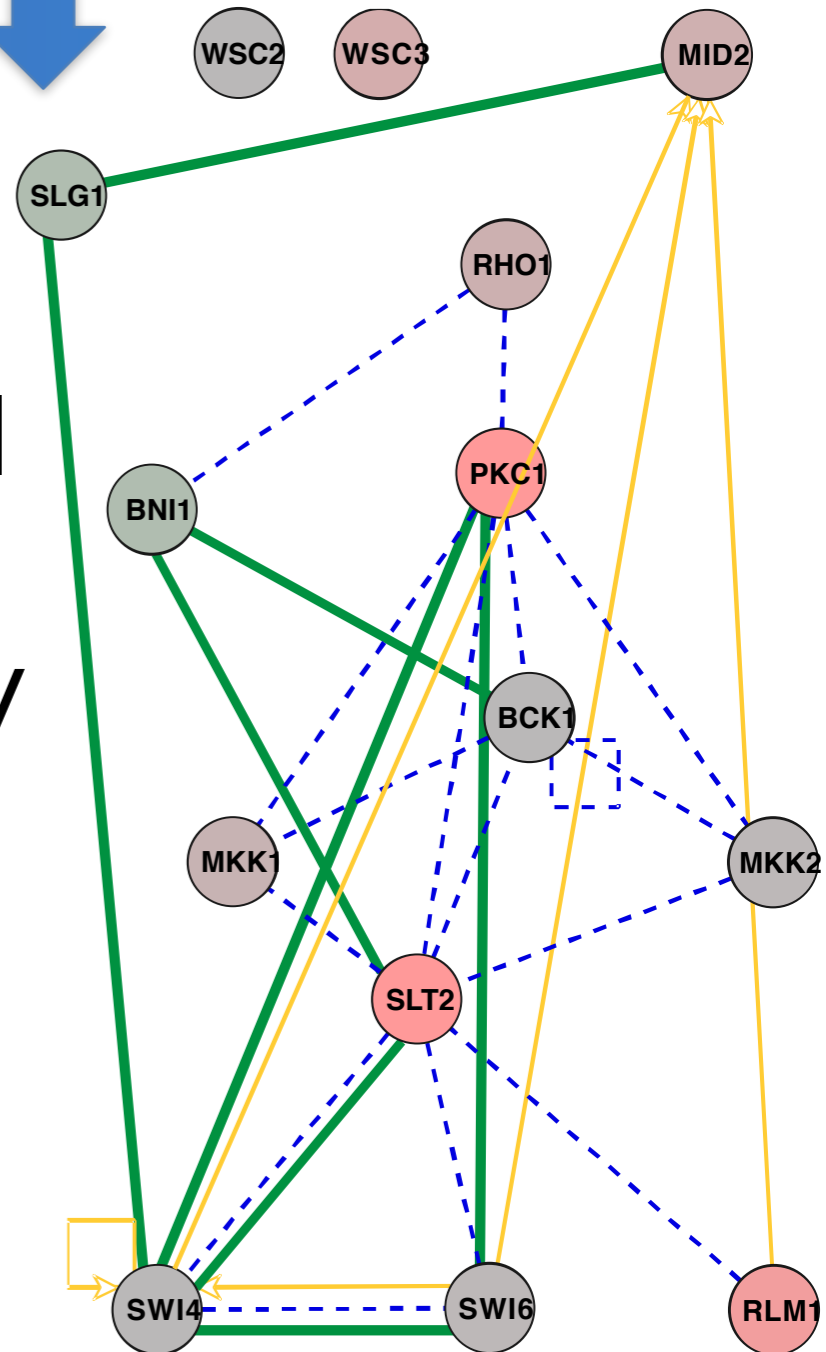 WSC2
WSC3
MID2
SLG1
RHO1
PKC1
BNI1
BCK1
MKK1
MKK2
SLT2
SWI4
SWI6
RLM1